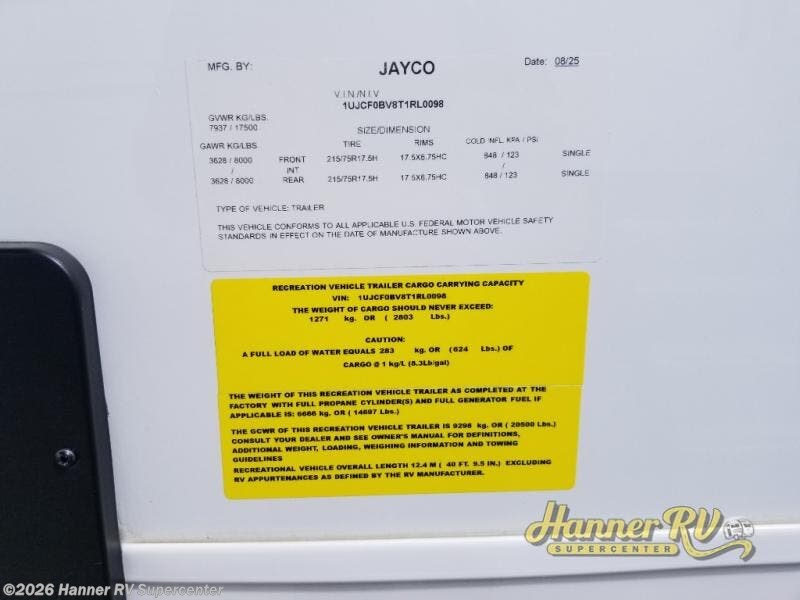 MFG. BY: JAYCO Date: 08/25
V.I.N./N.I.V
1UJCF0BV8T1RL0098
GVWR KG/LBS.
7937 / 17500
SIZE/DIMENSION
GAWR KG/LBS. TIRE RIMS COLD INFL. KPA / PSI
3628 / 8000 FRONT 215/75R17.5H 17.5X6.75HC 848 / 123 SINGLE
/ INT /
3628 / 8000 REAR 215/75R17.5H 17.5X6.75HC 848 / 123 SINGLE
TYPE OF VEHICLE: TRAILER
THIS VEHICLE CONFORMS TO ALL APPLICABLE U.S. FEDERAL MOTOR VEHICLE SAFETY
STANDARDS IN EFFECT ON THE DATE OF MANUFACTURE SHOWN ABOVE.
RECREATION VEHICLE TRAILER CARGO CARRYING CAPACITY
VIN: 1UJCF0BV8T1RL0098
THE WEIGHT OF CARGO SHOULD NEVER EXCEED:
1271 kg. OR ( 2803 Lbs.)
CAUTION:
A FULL LOAD OF WATER EQUALS 283 kg. OR (624 Lbs.) OF
CARGO @ 1 kg/L (8.3Lb/gal)
THE WEIGHT OF THIS RECREATION VEHICLE TRAILER AS COMPLETED AT THE
FACTORY WITH FULL PROPANE CYLINDER(S) AND FULL GENERATOR FUEL IF
APPLICABLE IS: 6666 kg. OR ( 14697 Lbs.)
THE GCWR OF THIS RECREATION VEHICLE TRAILER IS 9298 kg. OR ( 20500 Lbs.)
CONSULT YOUR DEALER AND SEE OWNER'S MANUAL FOR DEFINITIONS,
ADDITIONAL WEIGHT, LOADING, WEIGHING INFORMATION AND TOWING
GUIDELINES
RECREATIONAL VEHICLE OVERALL LENGTH 12.4 M ( 40 FT. 9.5 IN.) EXCLUDING
RV APPURTENANCES AS DEFINED BY THE RV MANUFACTURER.
Hanner RV
SUPERCENTER
©2026 Hanner RV Supercenter